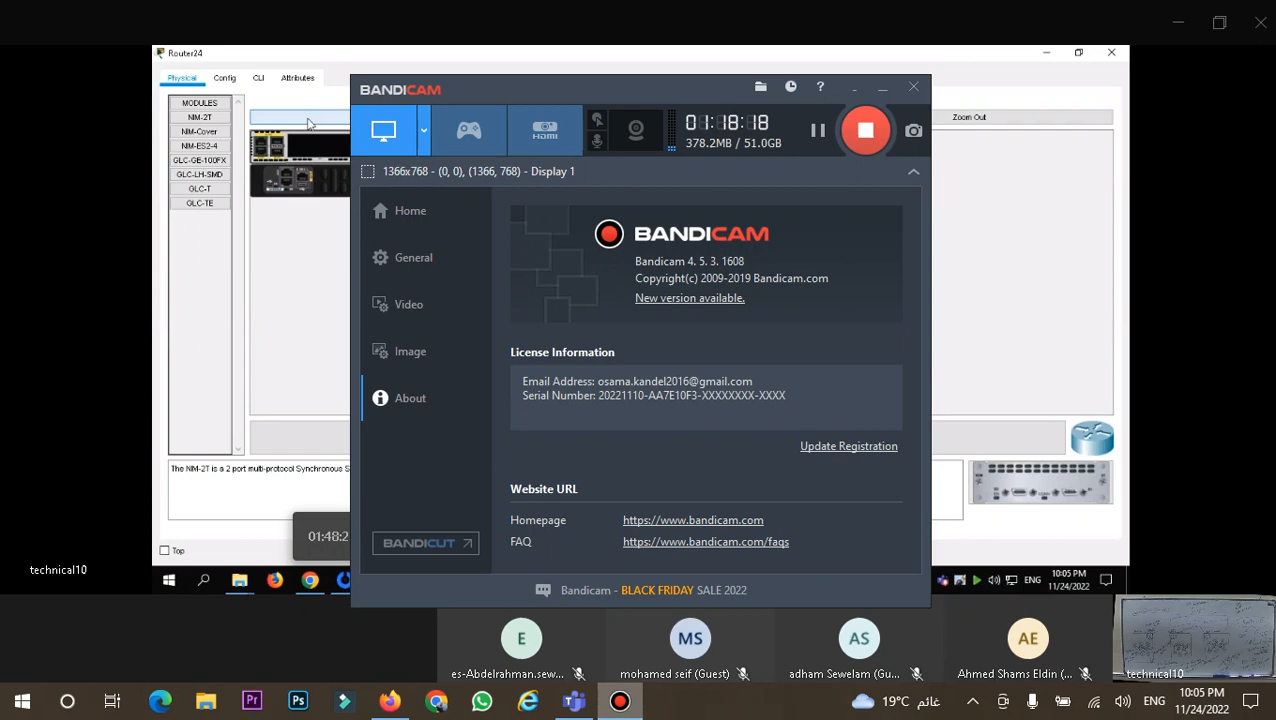 Router24
Physical
Config
CLI
Attributes
MODULES
NIM-2T
NIM-Cover
NIM-ES2-4
GLC-GE-100FX
GLC-LH-SMD
GLC-T
GLC-TE
Zoom Out
The NIM-2T is a 2 port multi-protocol Synchronous S
Top
01:48:2
BANDICAM
HDMI
01:18:18
378.2MB / 51.0GB
1366x768 - (0, 0), (1366, 768) - Display 1
Home
General
Video
Image
About
BANDICUT
BANDICAM
Bandicam 4. 5. 3. 1608
Copyright(c) 2009-2019 Bandicam.com
New version available.
License Information
Email Address: osama.kandel2016@gmail.com
Serial Number: 20221110-AA7E10F3-XXXXXXXX-XXXX
Update Registration
Website URL
Homepage https://www.bandicam.com
FAQ https://www.bandicam.com/faqs
Bandicam - BLACK FRIDAY SALE 2022
technical10
ENG
10:05 PM
11/24/2022
E
MS
AS
AE
es-Abdelrahman.sew...
mohamed seif (Guest)
adham Sewelam (Gu...
Ahmed Shams Eldin / ...
technical10
Pr
Ps
19°
غائم
ENG
10:05 PM
11/24/2022